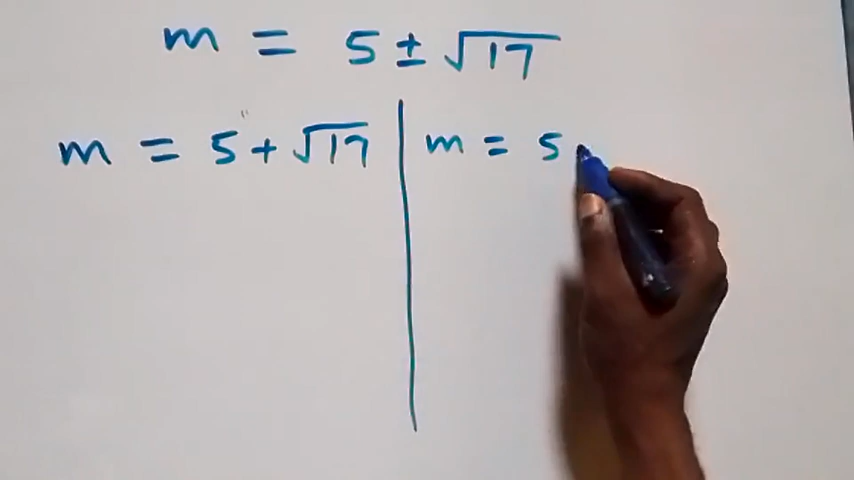 m = 5 ± √17
m = 5 + √17 | m = 5